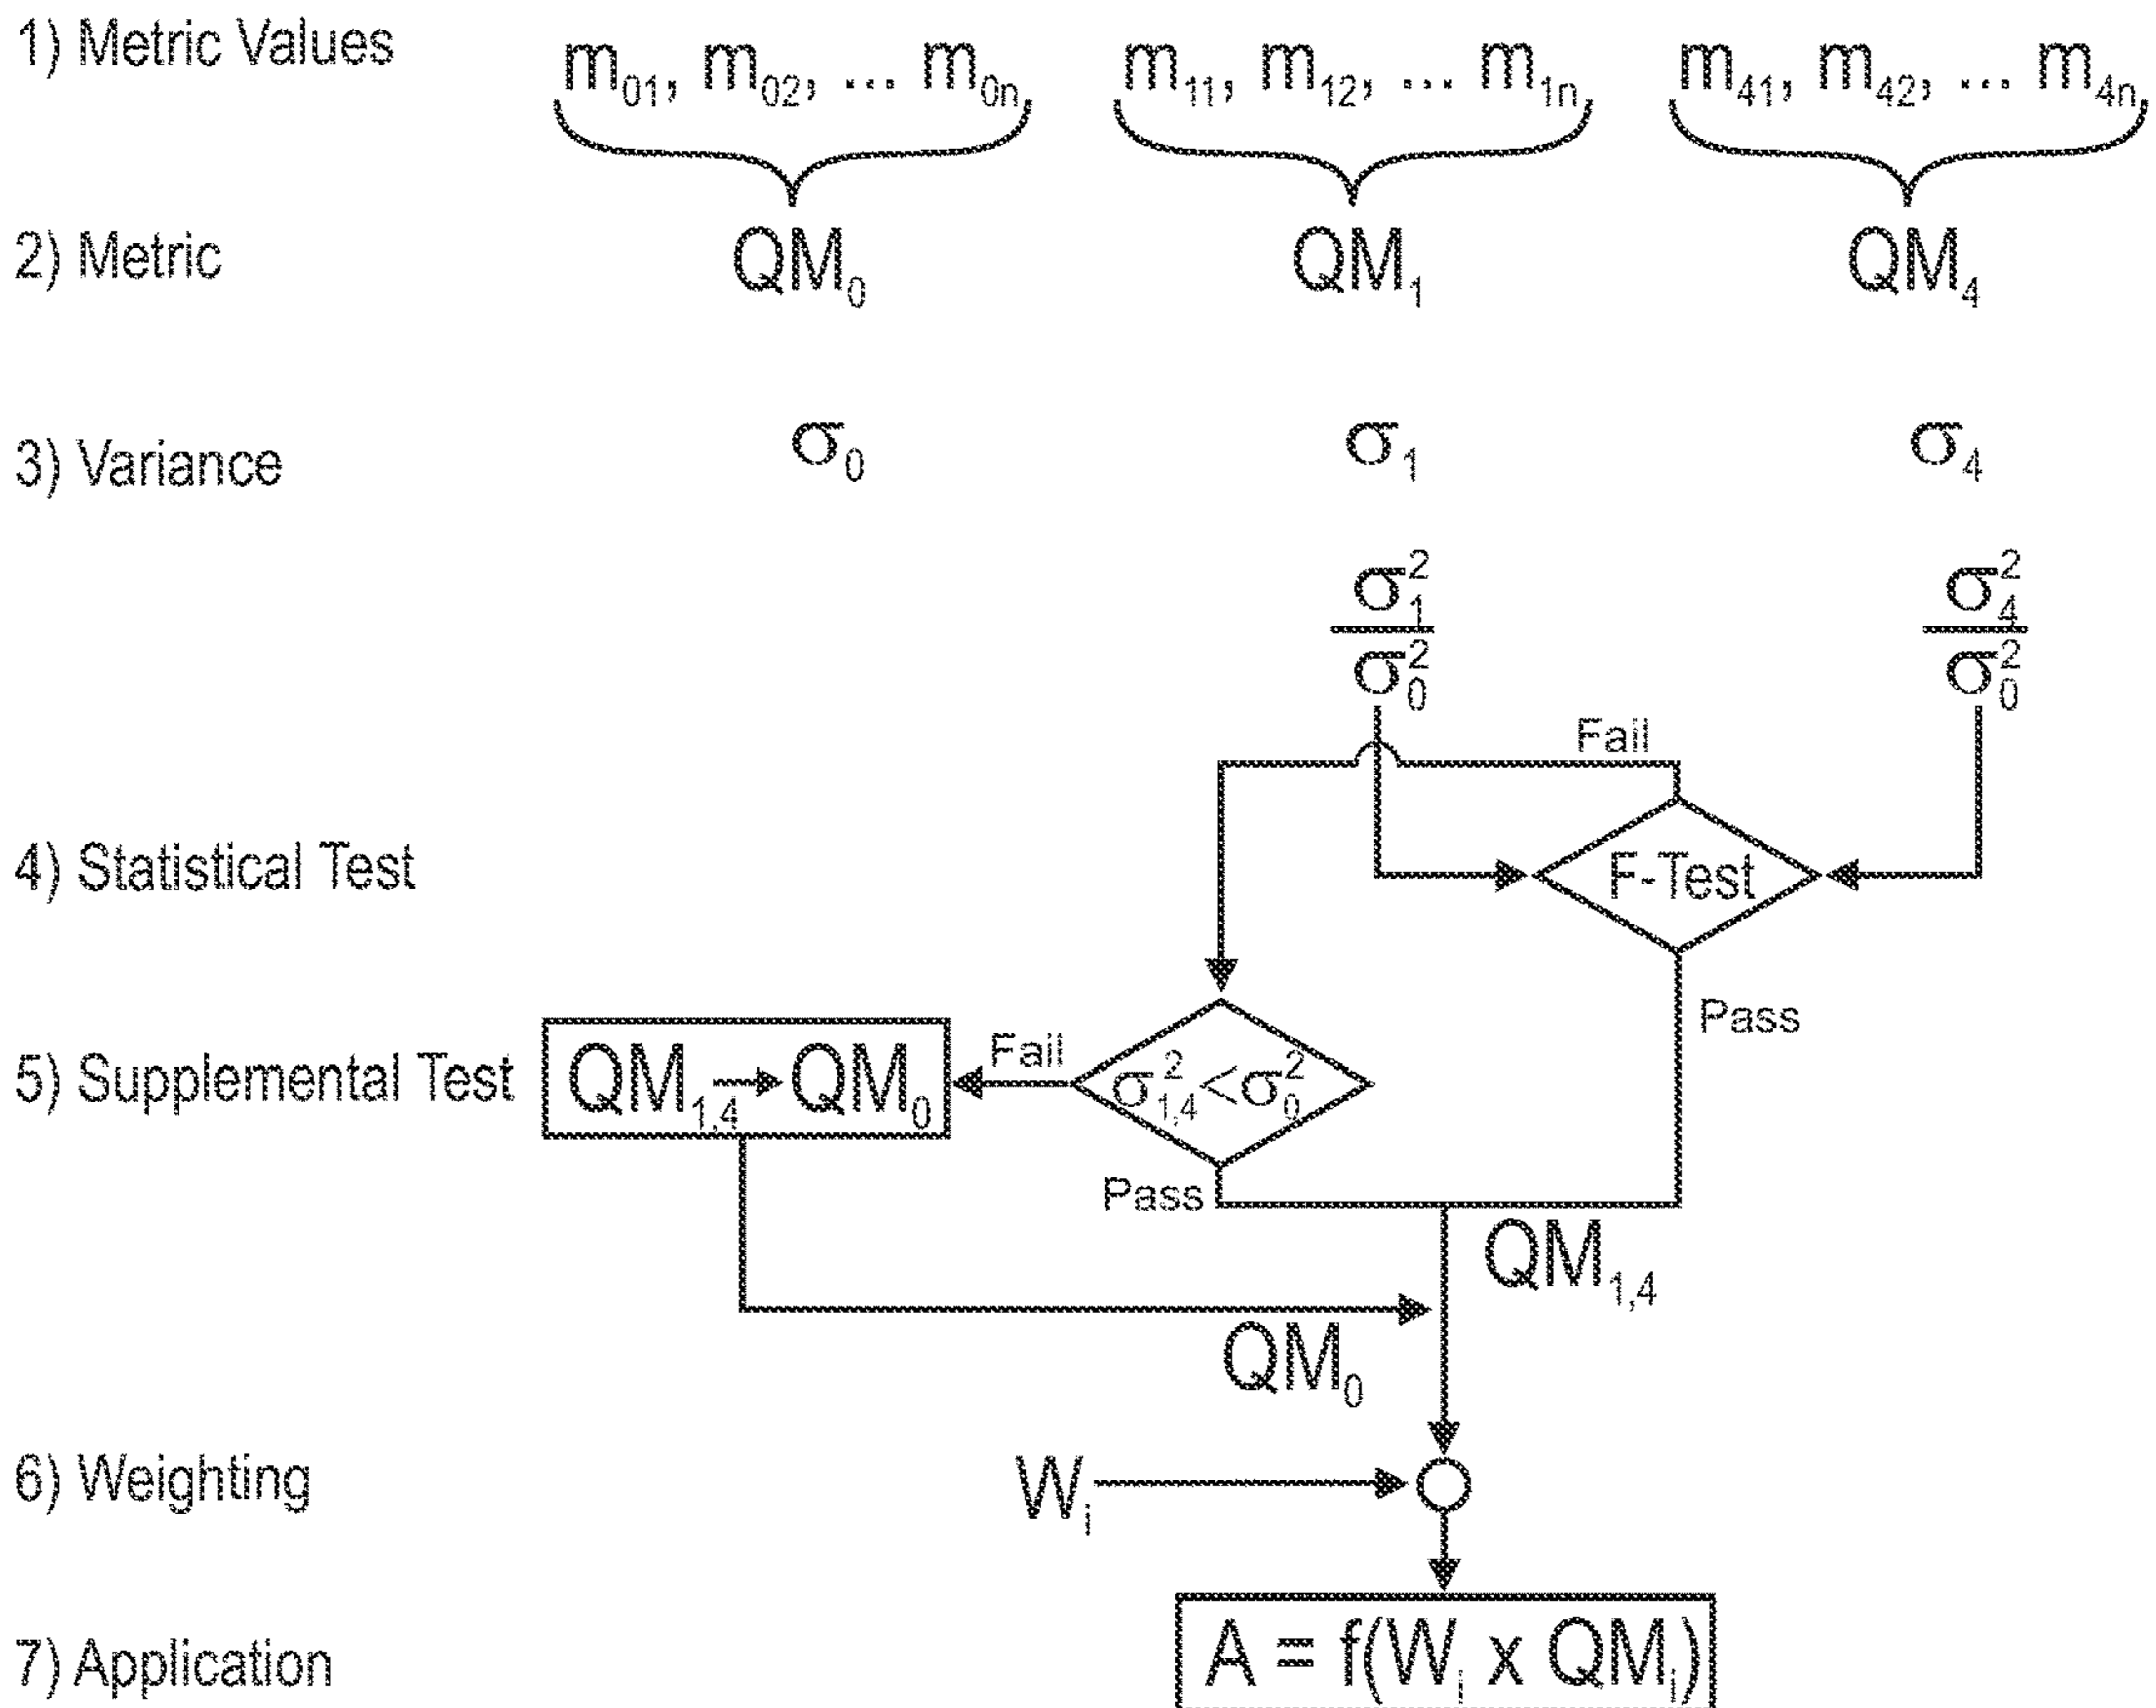 1) Metric Values m₀₁, m₀₂, ... m₀ₙ m₁₁, m₁₂, ... m₁ₙ m₄₁, m₄₂, ... m₄ₙ
2) Metric QM₀ QM₁ QM₄
3) Variance σ₀ σ₁ σ₄
σ₁² σ₄²
σ₀² σ₀²
Fail
4) Statistical Test F-Test
Pass
5) Supplemental Test QM₁,₄ → QM₀ Fail σ₁,₄² < σ₀²
Pass
QM₁,₄
QM₀
6) Weighting Wᵢ
7) Application A = f(Wᵢ x QMᵢ)